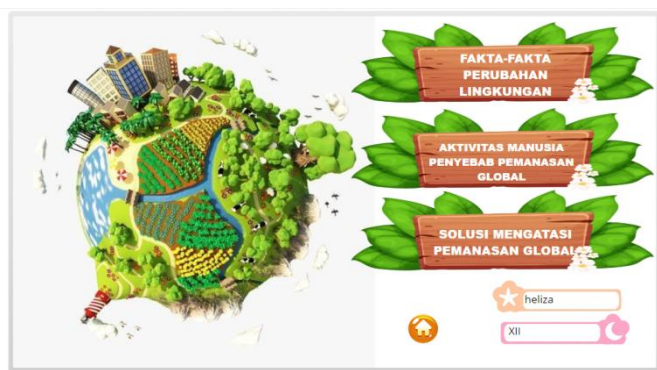 FAKTA-FAKTA
PERUBAHAN
LINGKUNGAN
AKTIVITAS MANUSIA
PENYEBAB PEMANASAN
GLOBAL
SOLUSI MENGATASI
PEMANASAN GLOBAL
heliza
XII